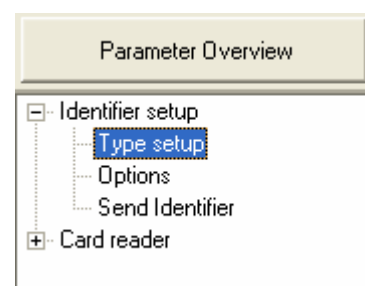 Parameter Overview
Identifier setup
Type setup
Options
Send Identifier
Card reader